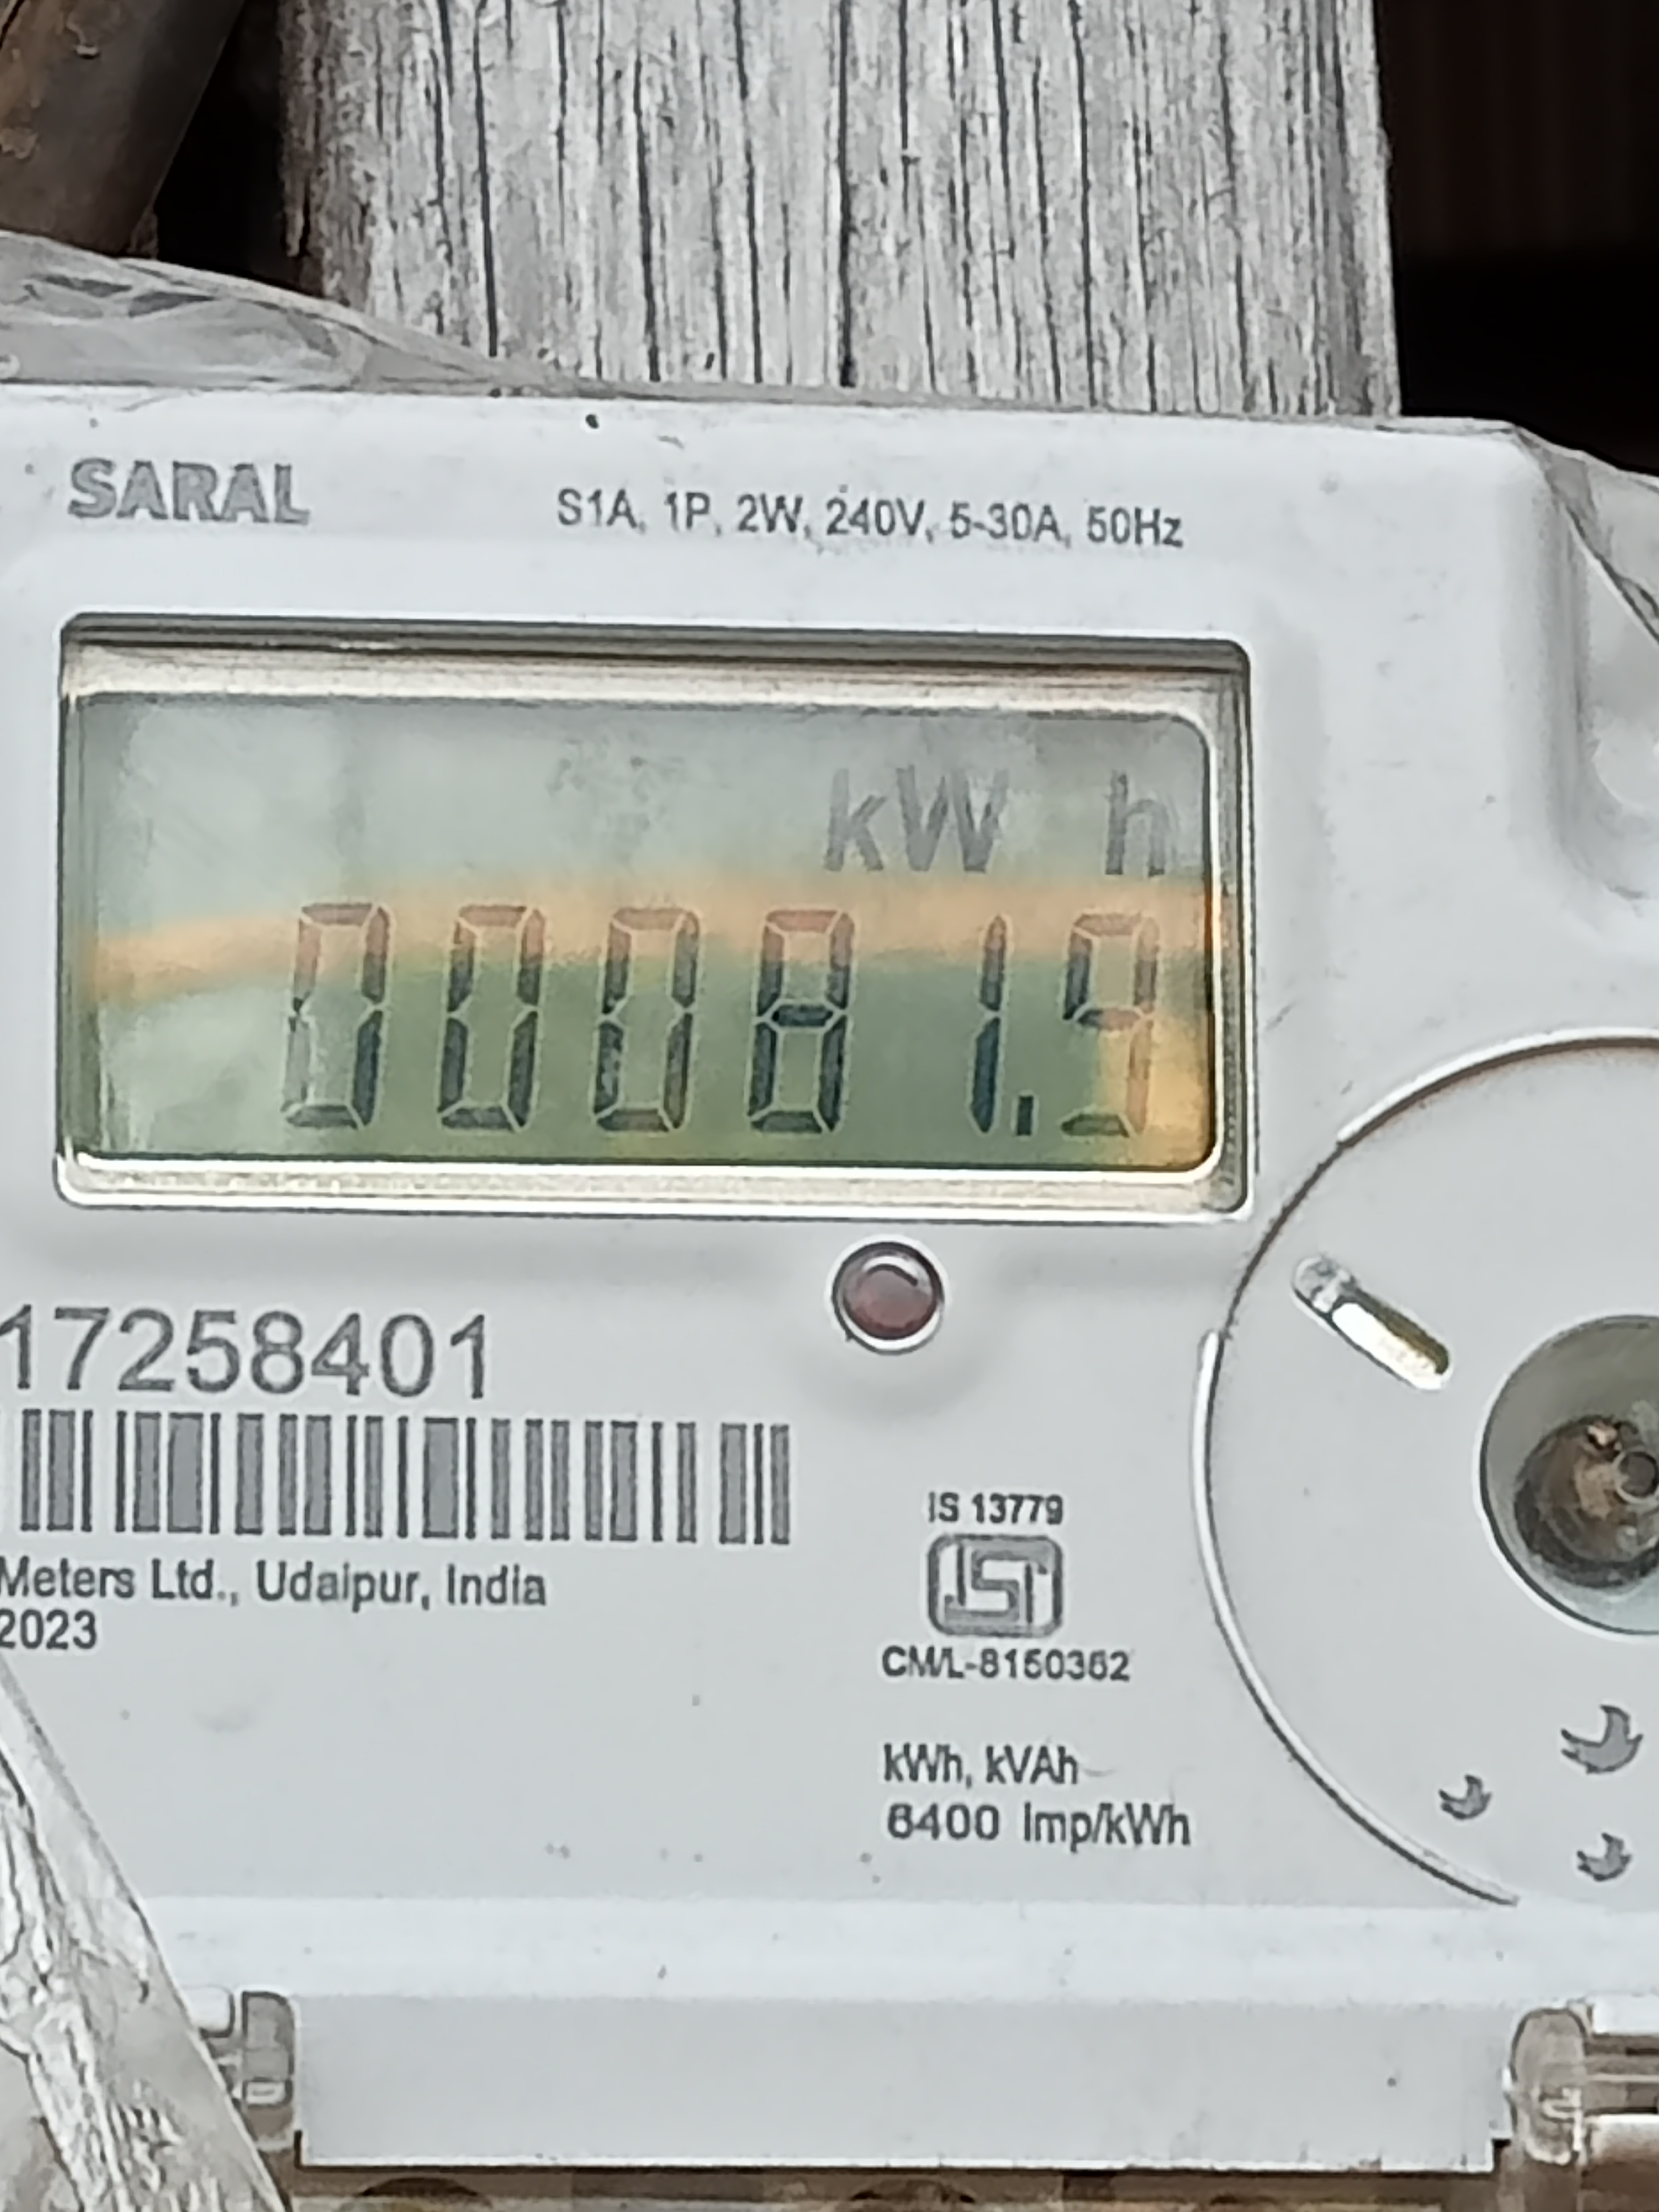 SARAL
S1A, 1P, 2W, 240V, 5-30A, 50Hz
kW h
00081.9
17258401
Meters Ltd., Udaipur, India
2023
IS 13779
ISI
CM/L-8150362
kWh, kVAh
6400 Imp/kWh